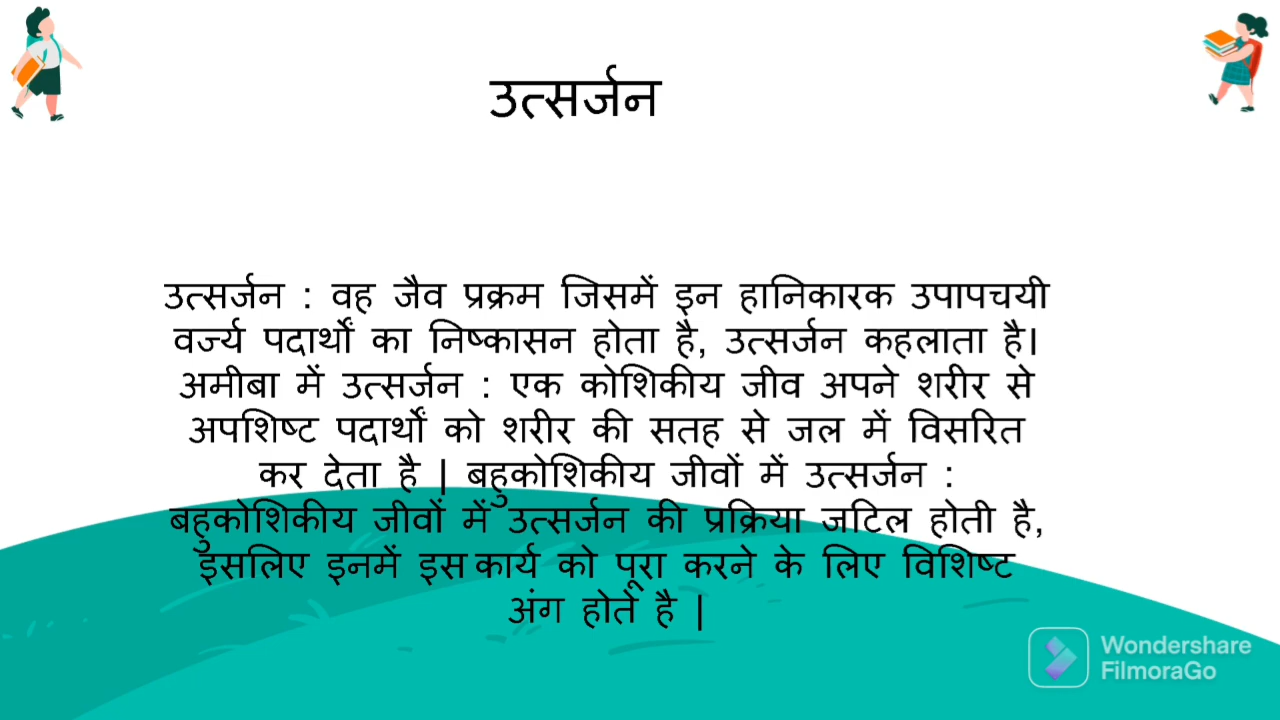 उत्सर्जन
उत्सर्जन : वह जैव प्रक्रम जिसमें इन हानिकारक उपापचयी
वर्ज्य पदार्थों का निष्कासन होता है, उत्सर्जन कहलाता है।
अमीबा में उत्सर्जन : एक कोशिकीय जीव अपने शरीर से
अपशिष्ट पदार्थों को शरीर की सतह से जल में विसरित
कर देता है | बहुकोशिकीय जीवों में उत्सर्जन :
बहुकोशिकीय जीवों में उत्सर्जन की प्रक्रिया जटिल होती है,
इसलिए इनमें इस कार्य को पूरा करने के लिए विशिष्ट
अंग होते है |
Wondershare
FilmoraGo